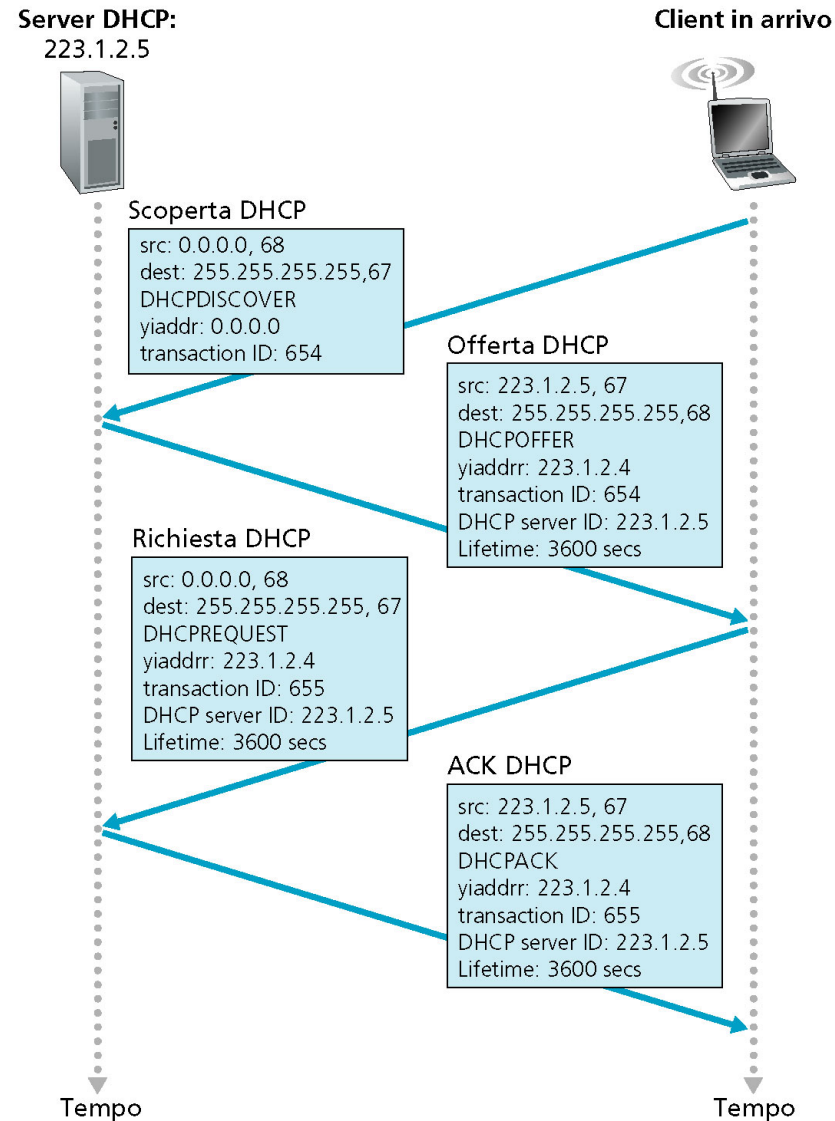 Server DHCP:
223.1.2.5
Client in arrivo
Scoperta DHCP
src: 0.0.0.0, 68
dest: 255.255.255.255,67
DHCPDISCOVER
yiaddr: 0.0.0.0
transaction ID: 654
Offerta DHCP
src: 223.1.2.5, 67
dest: 255.255.255.255,68
DHCPOFFER
yiaddrr: 223.1.2.4
transaction ID: 654
DHCP server ID: 223.1.2.5
Lifetime: 3600 secs
Richiesta DHCP
src: 0.0.0.0, 68
dest: 255.255.255.255, 67
DHCPREQUEST
yiaddrr: 223.1.2.4
transaction ID: 655
DHCP server ID: 223.1.2.5
Lifetime: 3600 secs
ACK DHCP
src: 223.1.2.5, 67
dest: 255.255.255.255,68
DHCPACK
yiaddrr: 223.1.2.4
transaction ID: 655
DHCP server ID: 223.1.2.5
Lifetime: 3600 secs
Tempo
Tempo